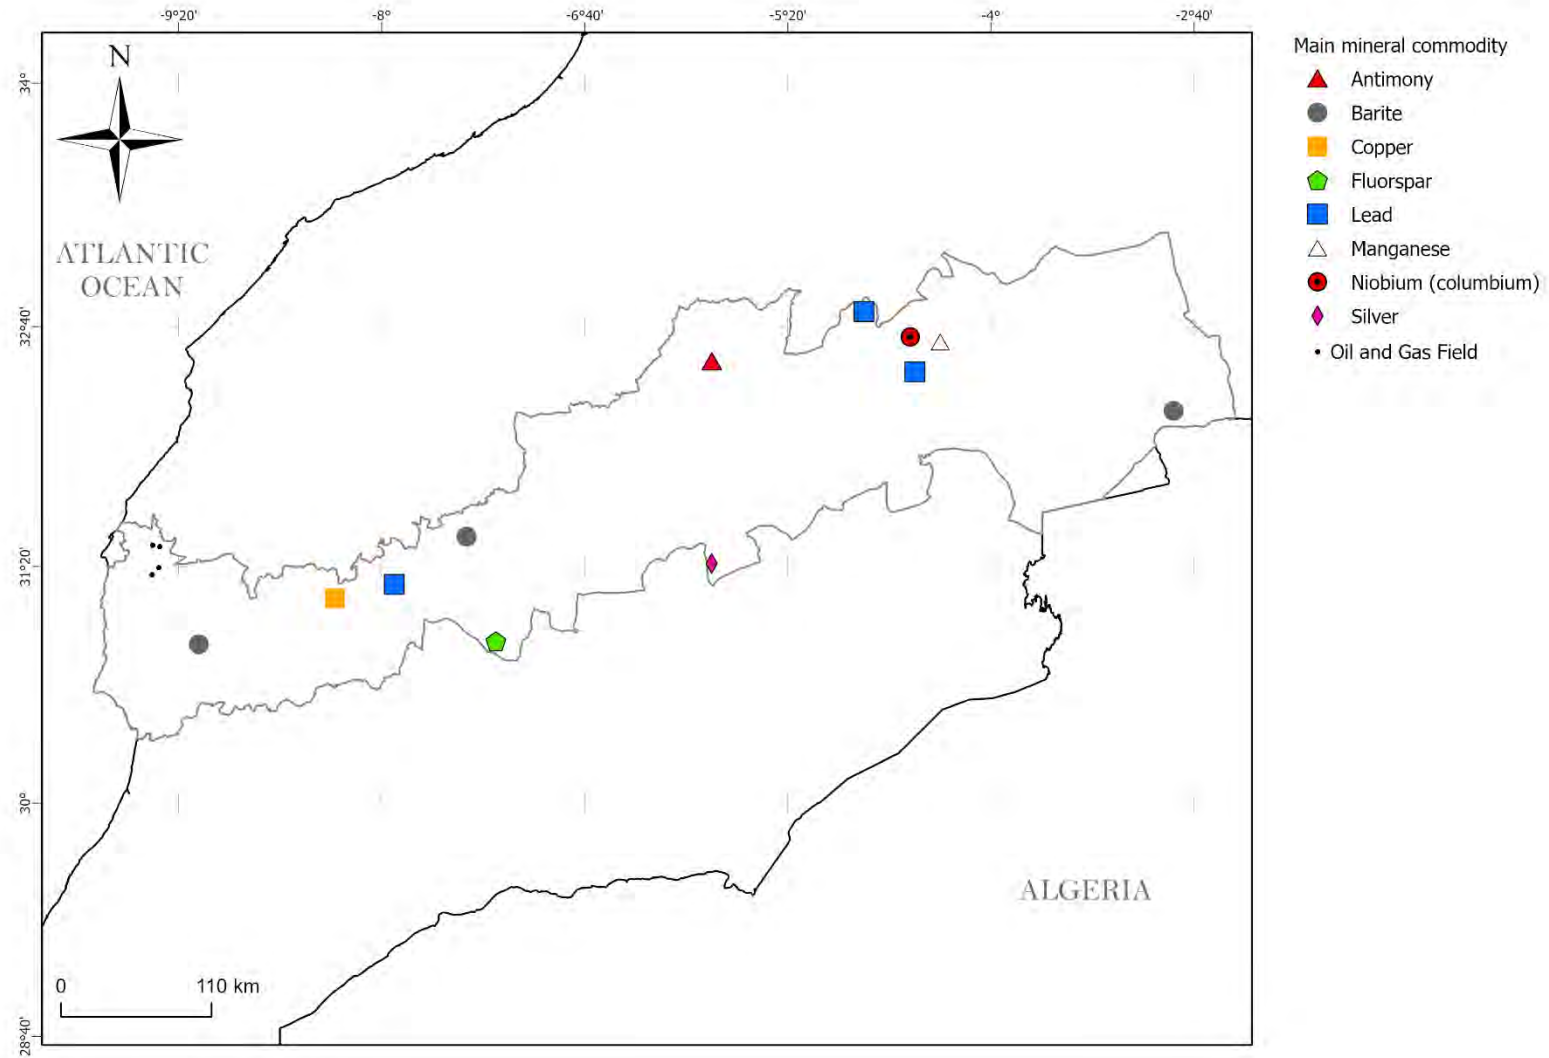 -9°20'
-8°
-6°40'
-5°20'
-4°
-2°40'
34°
32°40'
31°20'
30°
28°40'
N
ATLANTIC
OCEAN
ALGERIA
0 110 km
Main mineral commodity
Antimony
Barite
Copper
Fluorspar
Lead
Manganese
Niobium (columbium)
Silver
Oil and Gas Field